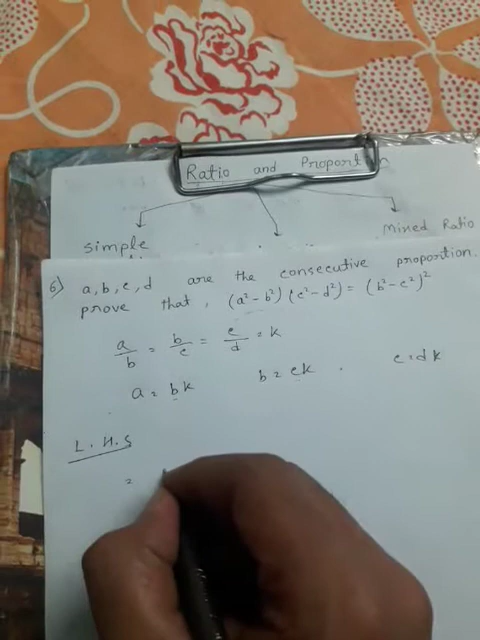 Ratio and Proportion
simple
Mixed Ratio
6) a, b, c, d are the consecutive proportion.
prove that, (a² - b²) (c² - d²) = (b² - c²)²
a/b = b/c = c/d = k
a = bk b = ck . c = dk
L.H.S
=